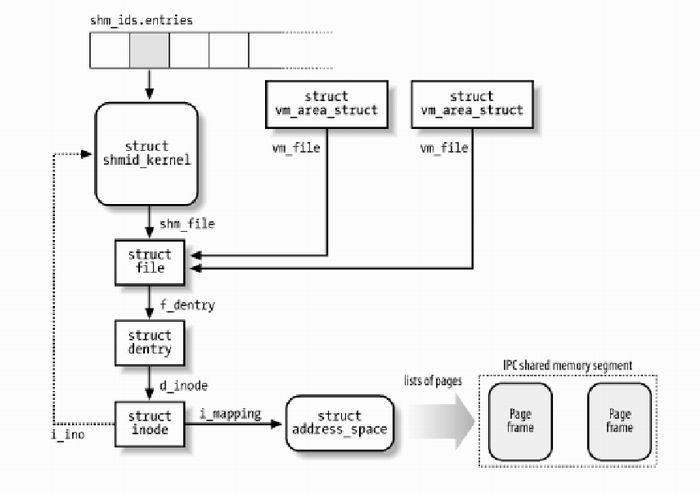 shm_ids.entries
struct
vm_area_struct
struct
vm_area_struct
struct
shmid_kernel
vm_file
vm_file
shm_file
struct
file
f_dentry
struct
dentry
d_inode
struct
inode
i_mapping
i_ino
struct
address_space
lists of pages
IPC shared memory segment
Page
frame
Page
frame